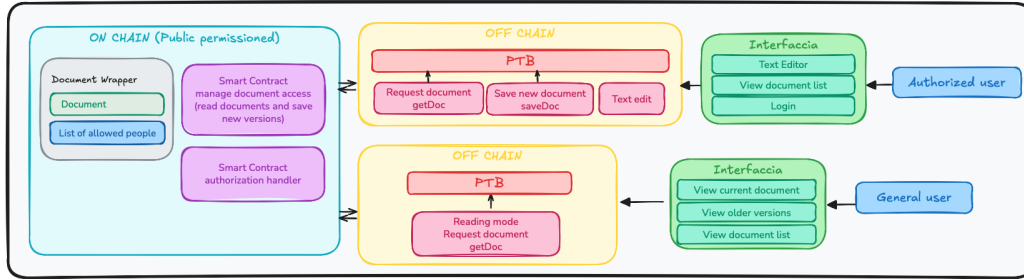 ON CHAIN (Public permissioned)
Document Wrapper
Document
List of allowed people
Smart Contract
manage document access
(read documents and save
new versions)
Smart Contract
authorization handler
OFF CHAIN
PTB
Request document
getDoc
Save new document
saveDoc
Text edit
Interfaccia
Text Editor
View document list
Login
Authorized user
OFF CHAIN
PTB
Reading mode
Request document
getDoc
Interfaccia
View current document
View older versions
View document list
General user